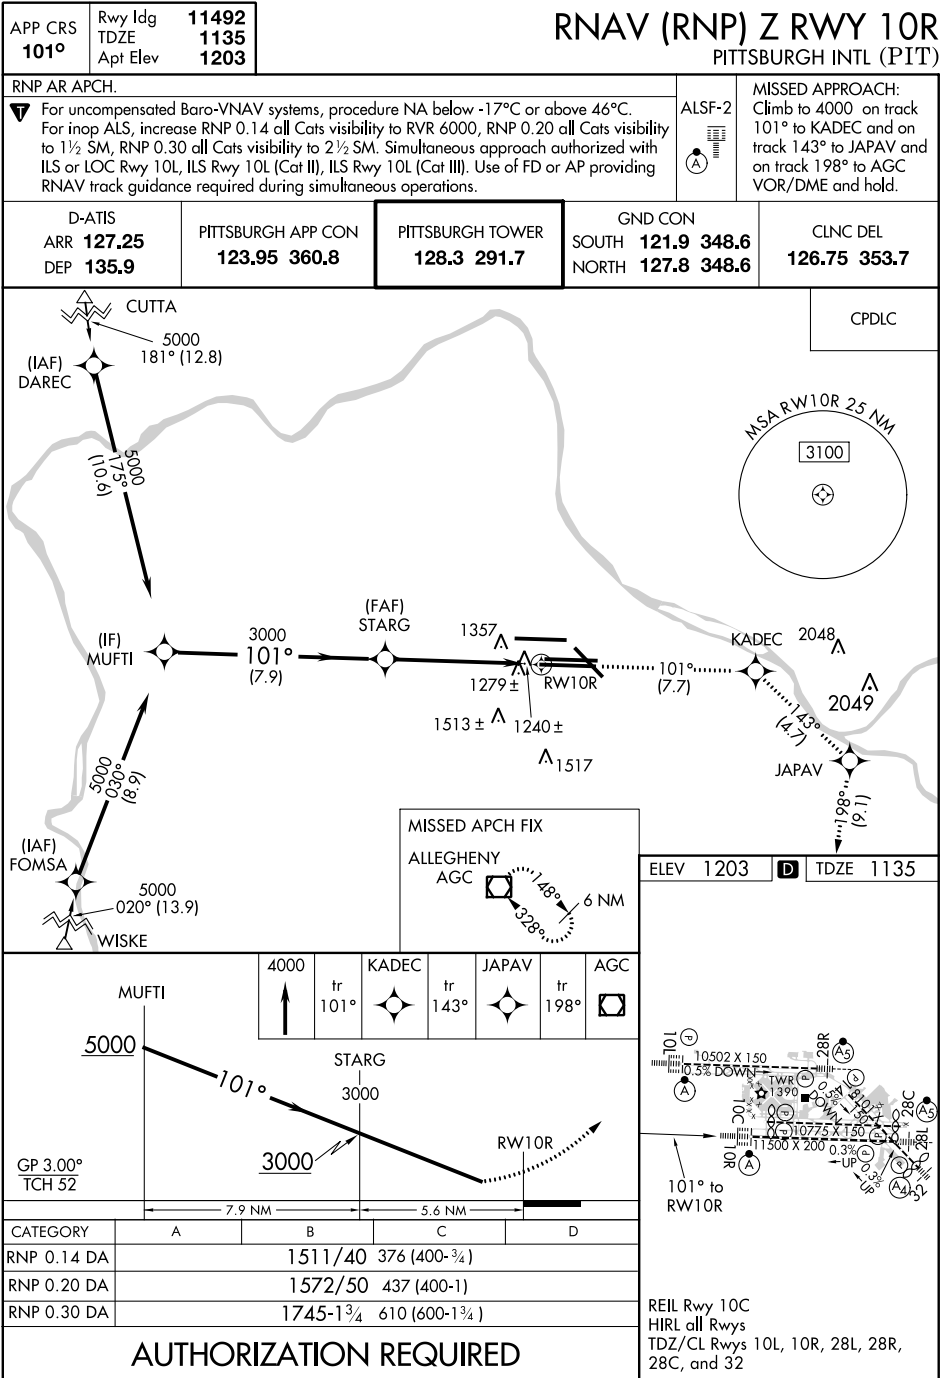 APP CRS
101°
Rwy ldg 11492
TDZE 1135
Apt Elev 1203
RNAV (RNP) Z RWY 10R
PITTSBURGH INTL (PIT)
RNP AR APCH.
T
For uncompensated Baro-VNAV systems, procedure NA below -17°C or above 46°C.
For inop ALS, increase RNP 0.14 all Cats visibility to RVR 6000, RNP 0.20 all Cats visibility
to 1½ SM, RNP 0.30 all Cats visibility to 2½ SM. Simultaneous approach authorized with
ILS or LOC Rwy 10L, ILS Rwy 10L (Cat II), ILS Rwy 10L (Cat III). Use of FD or AP providing
RNAV track guidance required during simultaneous operations.
ALSF-2
A
MISSED APPROACH:
Climb to 4000 on track
101° to KADEC and on
track 143° to JAPAV and
on track 198° to AGC
VOR/DME and hold.
D-ATIS
ARR 127.25
DEP 135.9
PITTSBURGH APP CON
123.95 360.8
PITTSBURGH TOWER
128.3 291.7
GND CON
SOUTH 121.9 348.6
NORTH 127.8 348.6
CLNC DEL
126.75 353.7
CUTTA
5000
181° (12.8)
(IAF)
DAREC
5000
175°
(10.6)
CPDLC
MSA RW10R 25 NM
3100
(IF)
MUFTI
3000
101°
(7.9)
(FAF)
STARG
1357
1279 ±
RW10R
1513 ±
1240 ±
1517
101°
(7.7)
KADEC
2048
2049
143°
(4.7)
JAPAV
198°
(9.1)
5000
030°
(8.9)
(IAF)
FOMSA
5000
020° (13.9)
WISKE
MISSED APCH FIX
ALLEGHENY
AGC
148°
328°
6 NM
ELEV 1203
D
TDZE 1135
MUFTI
5000
101°
STARG
3000
3000
RW10R
GP 3.00°
TCH 52
7.9 NM
5.6 NM
4000
tr
101°
KADEC
tr
143°
JAPAV
tr
198°
AGC
10L
P
10502 X 150
0.5% DOWN
28R
A5
A
TWR
1390
P
0.5%
DOWN
P
10C
P
P
10775 X 150
P
28C
A5
10R
A
11500 X 200
0.3%
UP
P
0.3%
UP
P
28L
A4
32
101° to
RW10R
CATEGORY A B C D
RNP 0.14 DA 1511/40 376 (400-¾)
RNP 0.20 DA 1572/50 437 (400-1)
RNP 0.30 DA 1745-1¾ 610 (600-1¾)
AUTHORIZATION REQUIRED
REIL Rwy 10C
HIRL all Rwys
TDZ/CL Rwys 10L, 10R, 28L, 28R,
28C, and 32